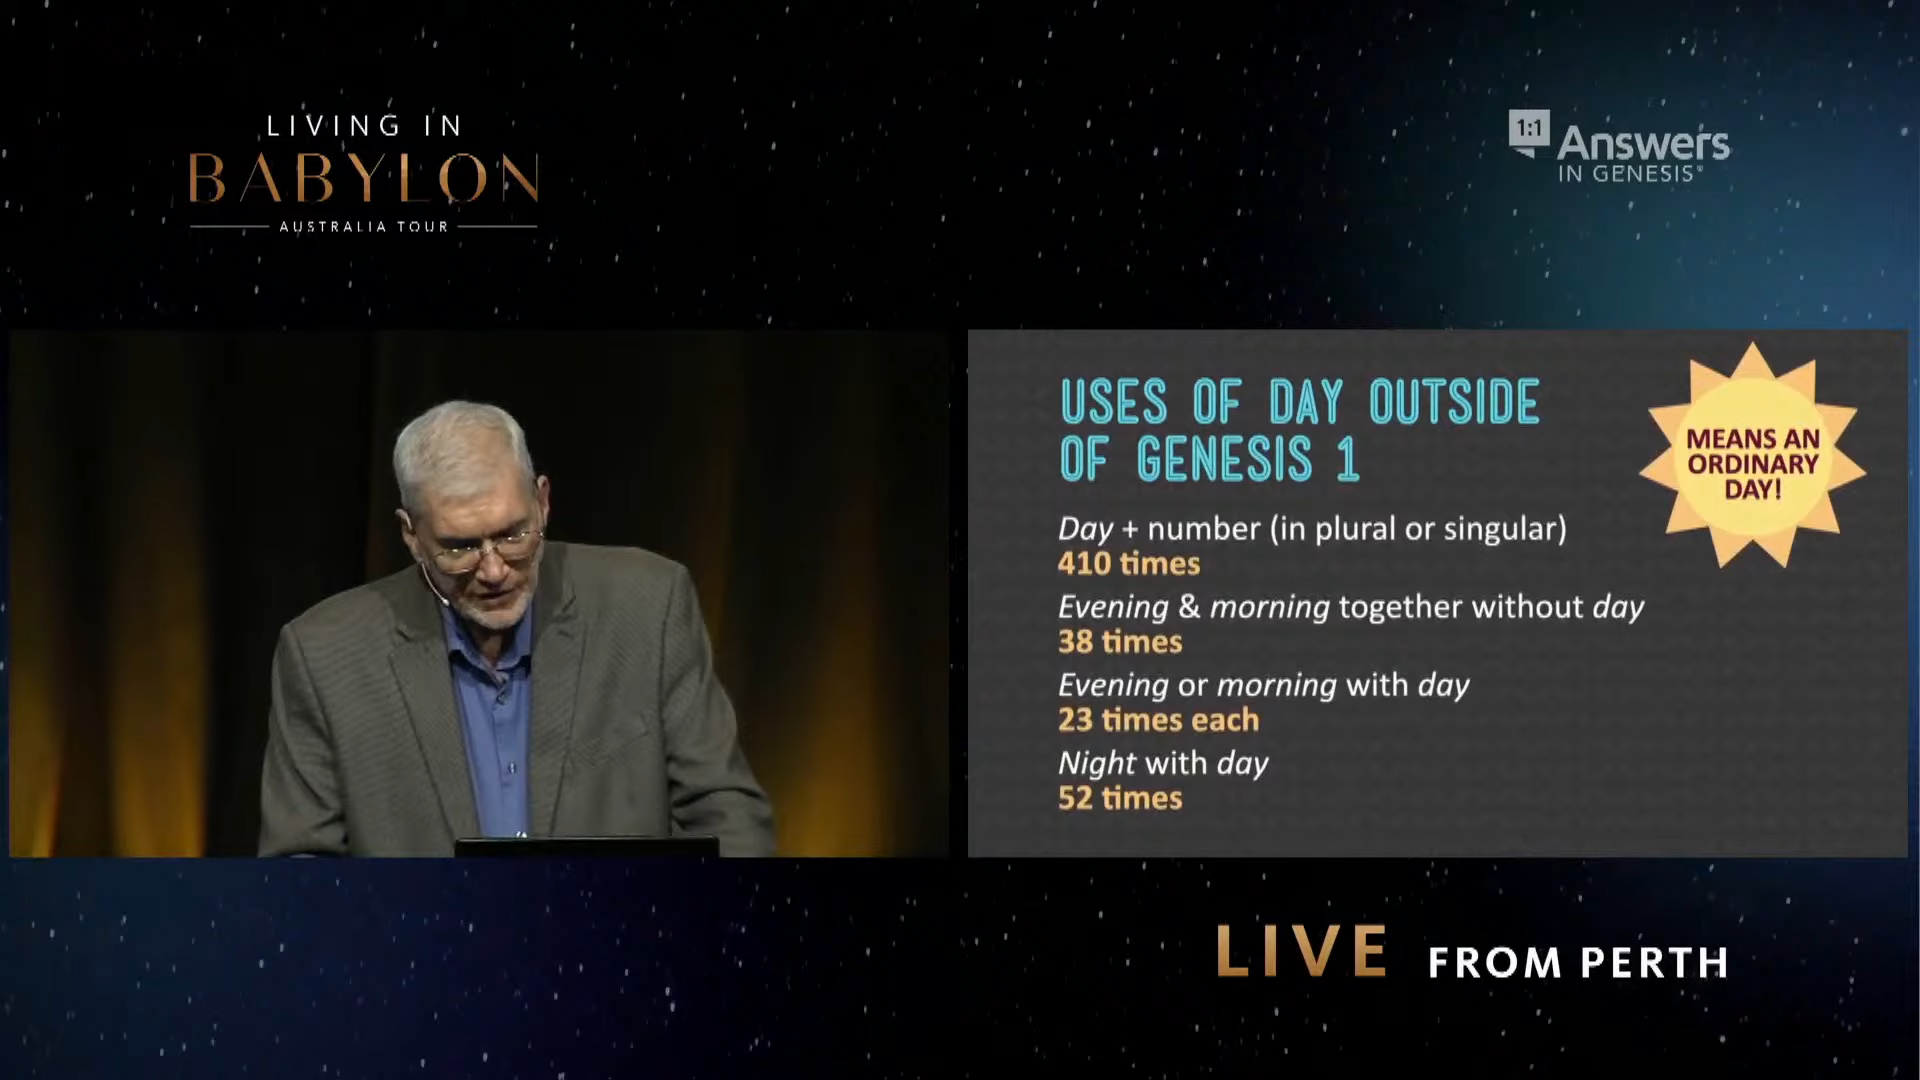 LIVING IN
BABYLON
AUSTRALIA TOUR
1:1
Answers
IN GENESIS®
USES OF DAY OUTSIDE
OF GENESIS 1
MEANS AN
ORDINARY
DAY!
Day + number (in plural or singular)
410 times
Evening & morning together without day
38 times
Evening or morning with day
23 times each
Night with day
52 times
LIVE FROM PERTH